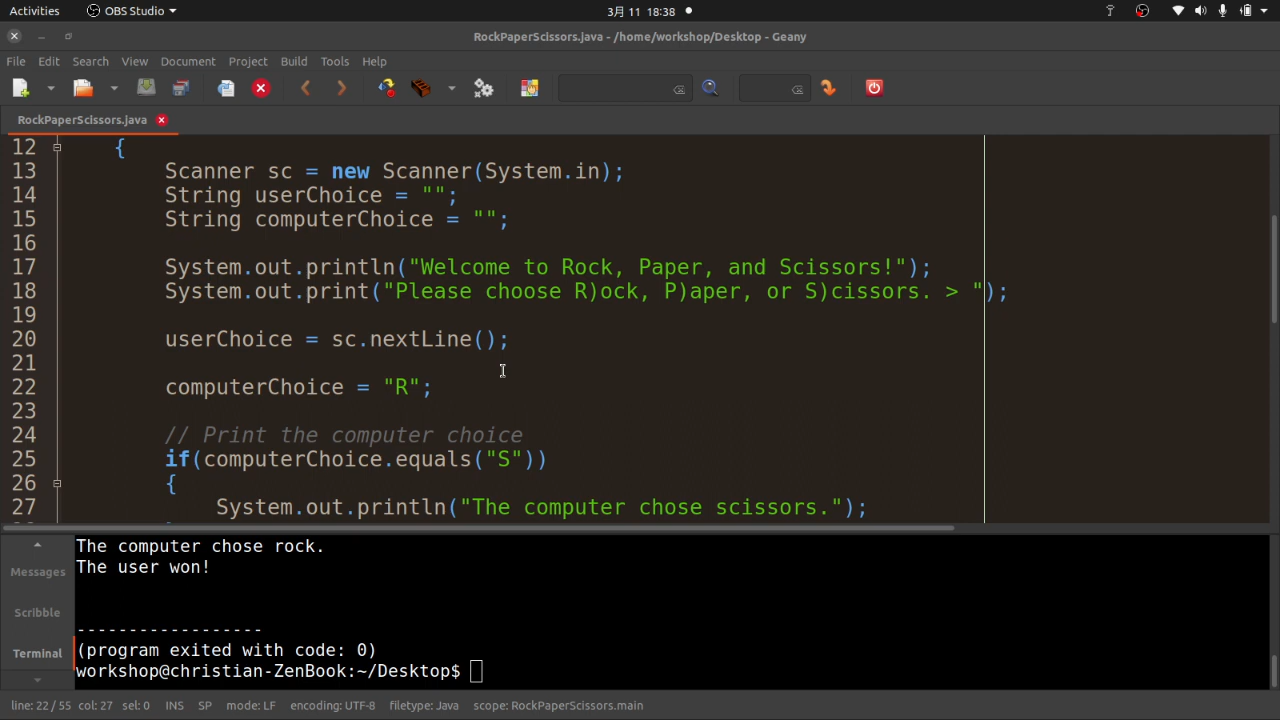 Activities OBS Studio 3月 11 18:38
RockPaperScissors.java - /home/workshop/Desktop - Geany
File Edit Search View Document Project Build Tools Help
RockPaperScissors.java
12 {
13 Scanner sc = new Scanner(System.in);
14 String userChoice = "";
15 String computerChoice = "";
16
17 System.out.println("Welcome to Rock, Paper, and Scissors!");
18 System.out.print("Please choose R)ock, P)aper, or S)cissors. > ");
19
20 userChoice = sc.nextLine();
21
22 computerChoice = "R";
23
24 // Print the computer choice
25 if(computerChoice.equals("S"))
26 {
27 System.out.println("The computer chose scissors.");
Messages
Scribble
Terminal
The computer chose rock.
The user won!
------------------
(program exited with code: 0)
workshop@christian-ZenBook:~/Desktop$
line: 22 / 55 col: 27 sel: 0 INS SP mode: LF encoding: UTF-8 filetype: Java scope: RockPaperScissors.main